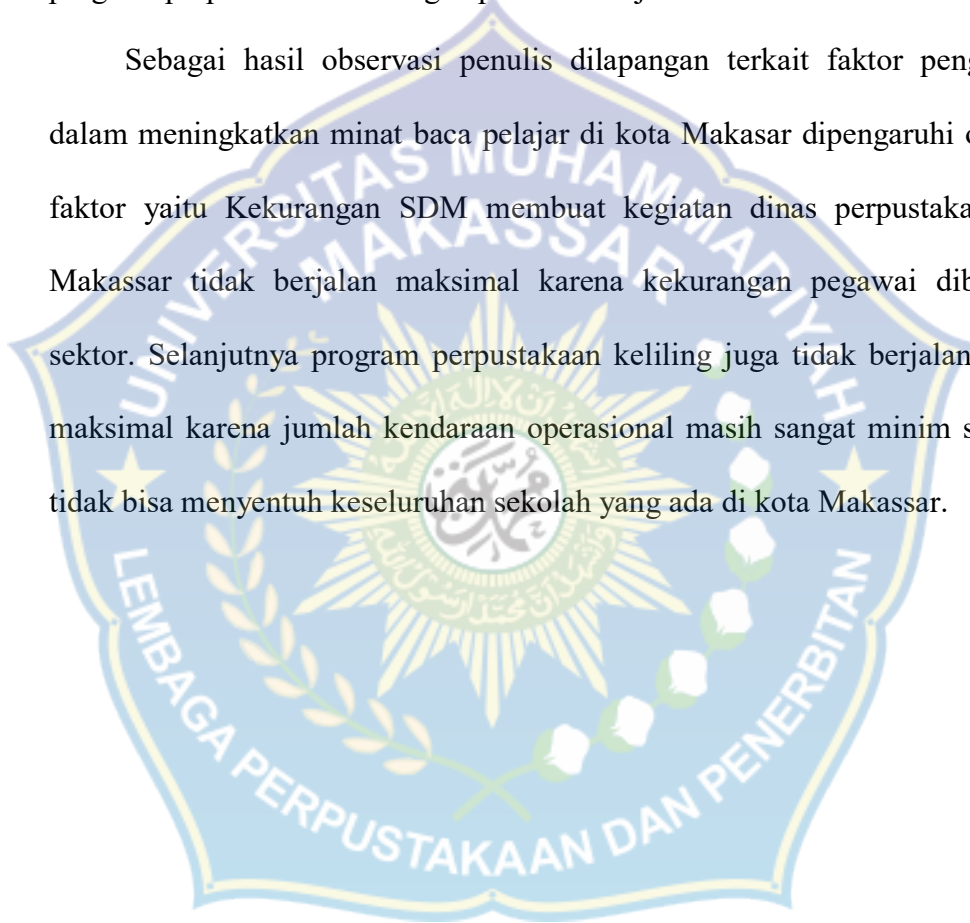 Sebagai hasil observasi penulis dilapangan terkait faktor
dalam meningkatkan minat baca pelajar di kota Makasar dipengaruhi
faktor yaitu Kekurangan SDM membuat kegiatan dinas
Makassar tidak berjalan maksimal karena kekurangan pegawai
sektor. Selanjutnya program perpustakaan keliling juga tidak berjalan
maksimal karena jumlah kendaraan operasional masih sangat minim
tidak bisa menyentuh keseluruhan sekolah yang ada di kota Makassar.
UNIVERSITAS MUHAMMADIYAH
MAKASSAR
LEMBAGA PERPUSTAKAAN DAN PENERBITAN